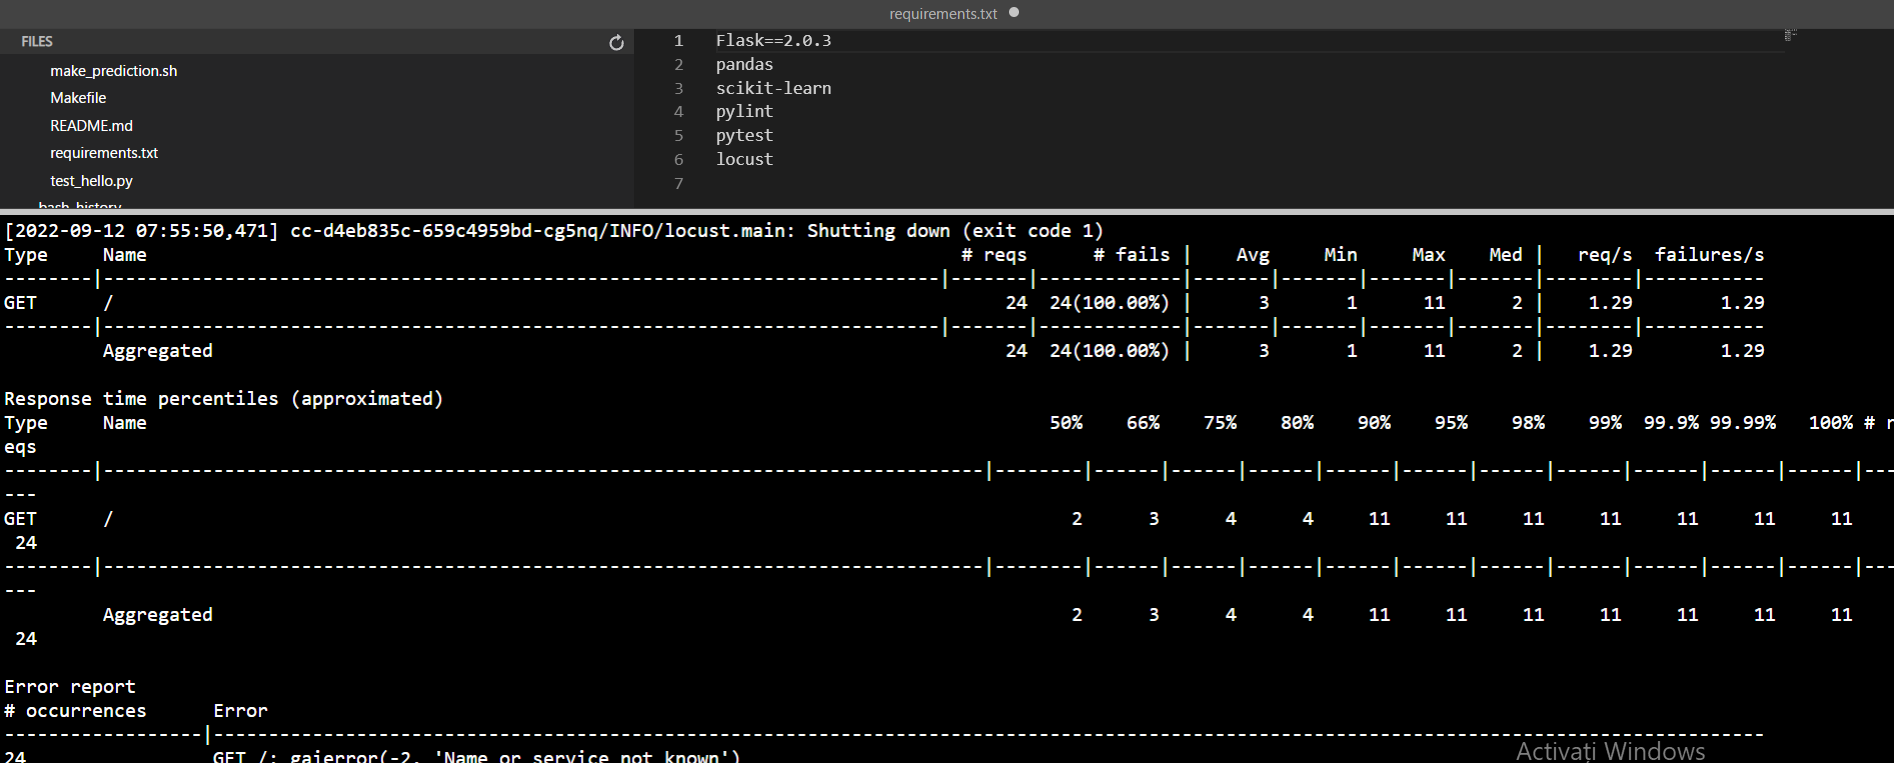 requirements.txt ●
FILES
make_prediction.sh
Makefile
README.md
requirements.txt
test_hello.py
bash_history
1 Flask==2.0.3
2 pandas
3 scikit-learn
4 pylint
5 pytest
6 locust
7
[2022-09-12 07:55:50,471] cc-d4eb835c-659c4959bd-cg5nq/INFO/locust.main: Shutting down (exit code 1)
Type Name # reqs # fails | Avg Min Max Med | req/s failures/s
--------|----------------------------------------------------------------------------|-------|-------------|-------|-------|-------|-------|--------|-----------
GET / 24 24(100.00%) | 3 1 11 2 | 1.29 1.29
--------|----------------------------------------------------------------------------|-------|-------------|-------|-------|-------|-------|--------|-----------
Aggregated 24 24(100.00%) | 3 1 11 2 | 1.29 1.29
Response time percentiles (approximated)
Type Name 50% 66% 75% 80% 90% 95% 98% 99% 99.9% 99.99% 100% # r
eqs
--------|--------------------------------------------------------------------------------|--------|------|------|------|------|------|------|------|------|------|------|---
---
GET / 2 3 4 4 11 11 11 11 11 11 11
24
--------|--------------------------------------------------------------------------------|--------|------|------|------|------|------|------|------|------|------|------|---
---
Aggregated 2 3 4 4 11 11 11 11 11 11 11
24
Error report
# occurrences Error
------------------|---------------------------------------------------------------------------------------------------------------------------------------------
24 GET /: gaierror(-2, 'Name or service not known')
Activați Windows